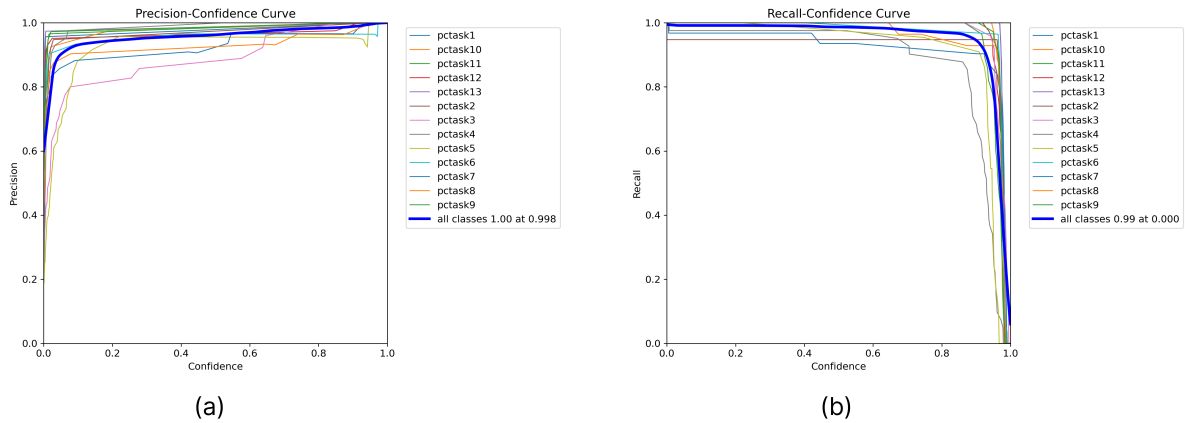 Precision-Confidence Curve
Precision
1.0
0.8
0.6
0.4
0.2
0.0
0.0 0.2 0.4 0.6 0.8 1.0
Confidence
pctask1
pctask10
pctask11
pctask12
pctask13
pctask2
pctask3
pctask4
pctask5
pctask6
pctask7
pctask8
pctask9
all classes 1.00 at 0.998
(a)
Recall-Confidence Curve
Recall
1.0
0.8
0.6
0.4
0.2
0.0
0.0 0.2 0.4 0.6 0.8 1.0
Confidence
pctask1
pctask10
pctask11
pctask12
pctask13
pctask2
pctask3
pctask4
pctask5
pctask6
pctask7
pctask8
pctask9
all classes 0.99 at 0.000
(b)